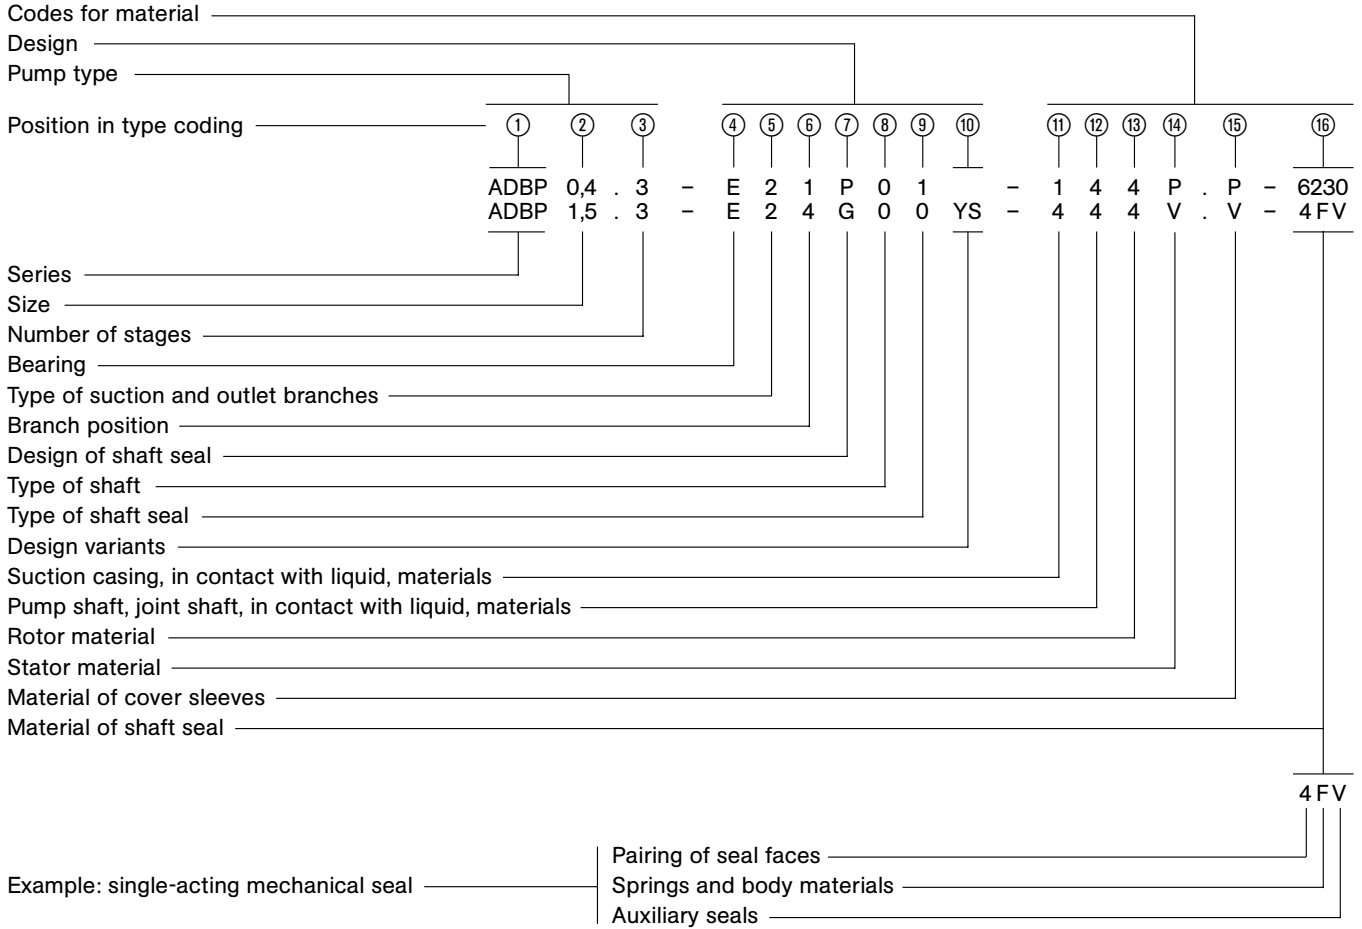 Codes for material
Design
Pump type
Position in type coding ① ② ③ ④ ⑤ ⑥ ⑦ ⑧ ⑨ ⑩ ⑪ ⑫ ⑬ ⑭ ⑮ ⑯
ADBP 0,4 . 3 – E 2 1 P 0 1 – 1 4 4 P . P – 6230
ADBP 1,5 . 3 – E 2 4 G 0 0 YS – 4 4 4 V . V – 4 F V
Series
Size
Number of stages
Bearing
Type of suction and outlet branches
Branch position
Design of shaft seal
Type of shaft
Type of shaft seal
Design variants
Suction casing, in contact with liquid, materials
Pump shaft, joint shaft, in contact with liquid, materials
Rotor material
Stator material
Material of cover sleeves
Material of shaft seal
4 F V
Pairing of seal faces
Example: single-acting mechanical seal Springs and body materials
Auxiliary seals